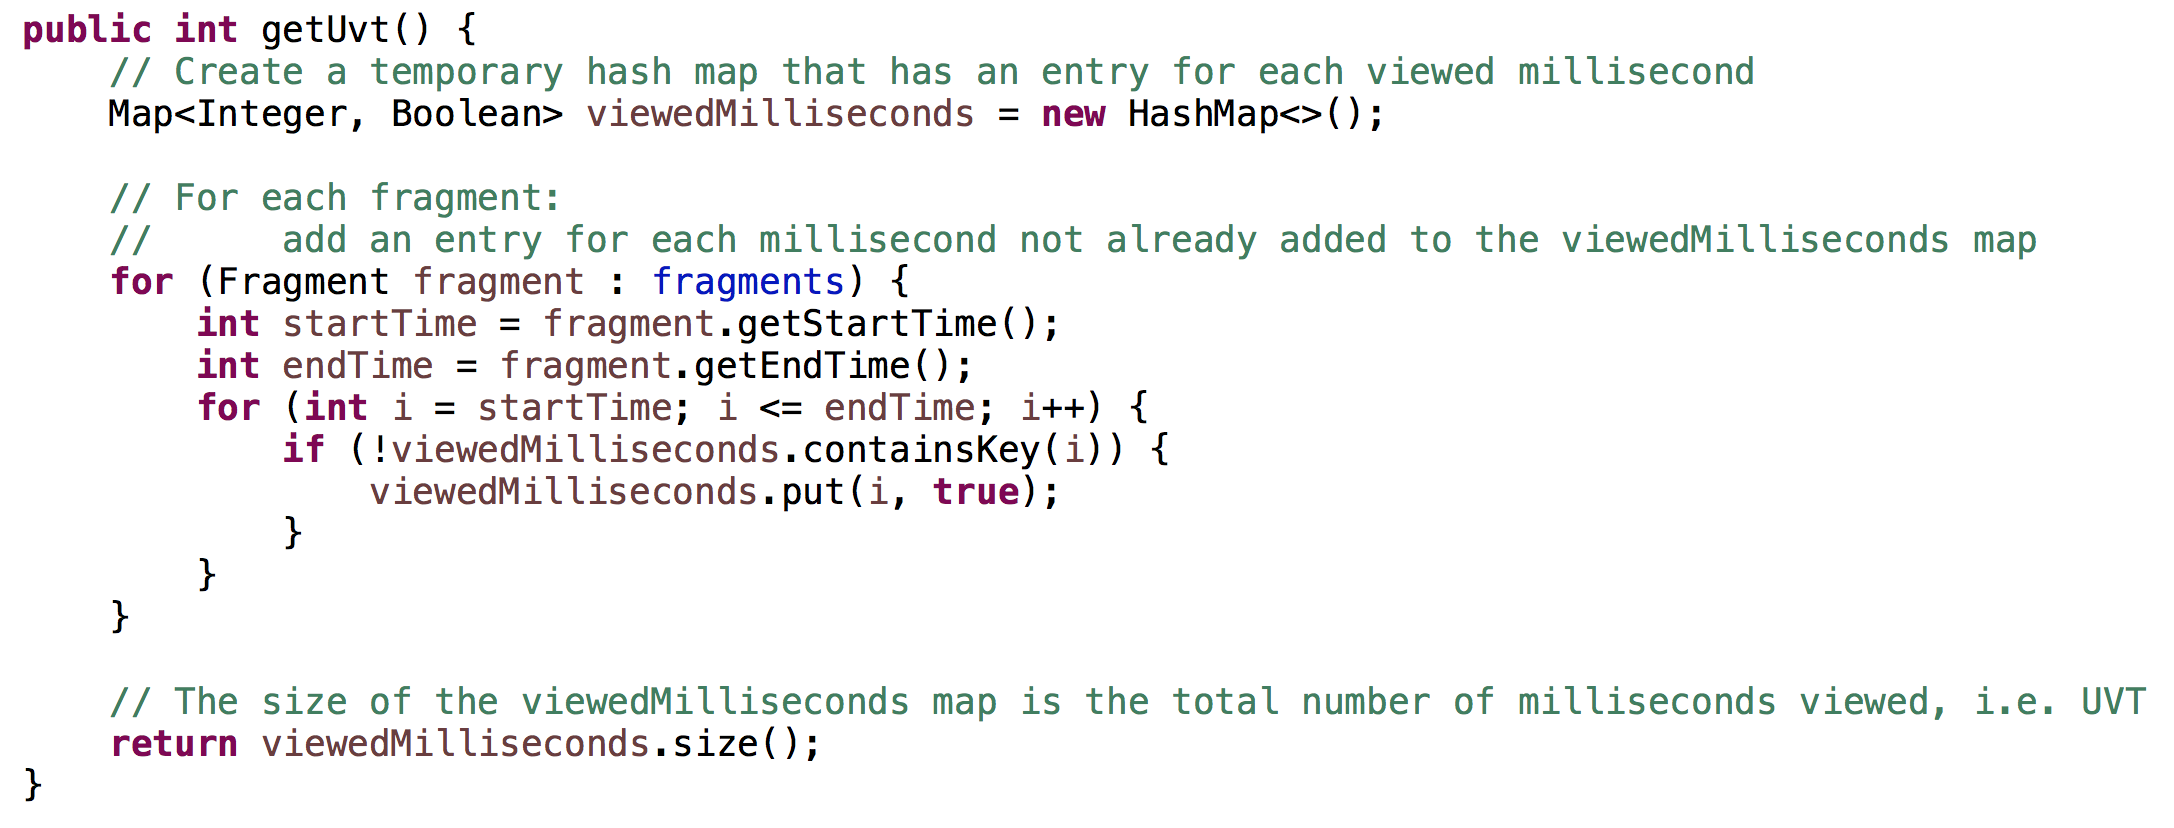 public int getUvt() {
    // Create a temporary hash map that has an entry for each viewed millisecond
    Map<Integer, Boolean> viewedMilliseconds = new HashMap<>();

    // For each fragment:
    //      add an entry for each millisecond not already added to the viewedMilliseconds map
    for (Fragment fragment : fragments) {
        int startTime = fragment.getStartTime();
        int endTime = fragment.getEndTime();
        for (int i = startTime; i <= endTime; i++) {
            if (!viewedMilliseconds.containsKey(i)) {
                viewedMilliseconds.put(i, true);
            }
        }
    }

    // The size of the viewedMilliseconds map is the total number of milliseconds viewed, i.e. UVT
    return viewedMilliseconds.size();
}